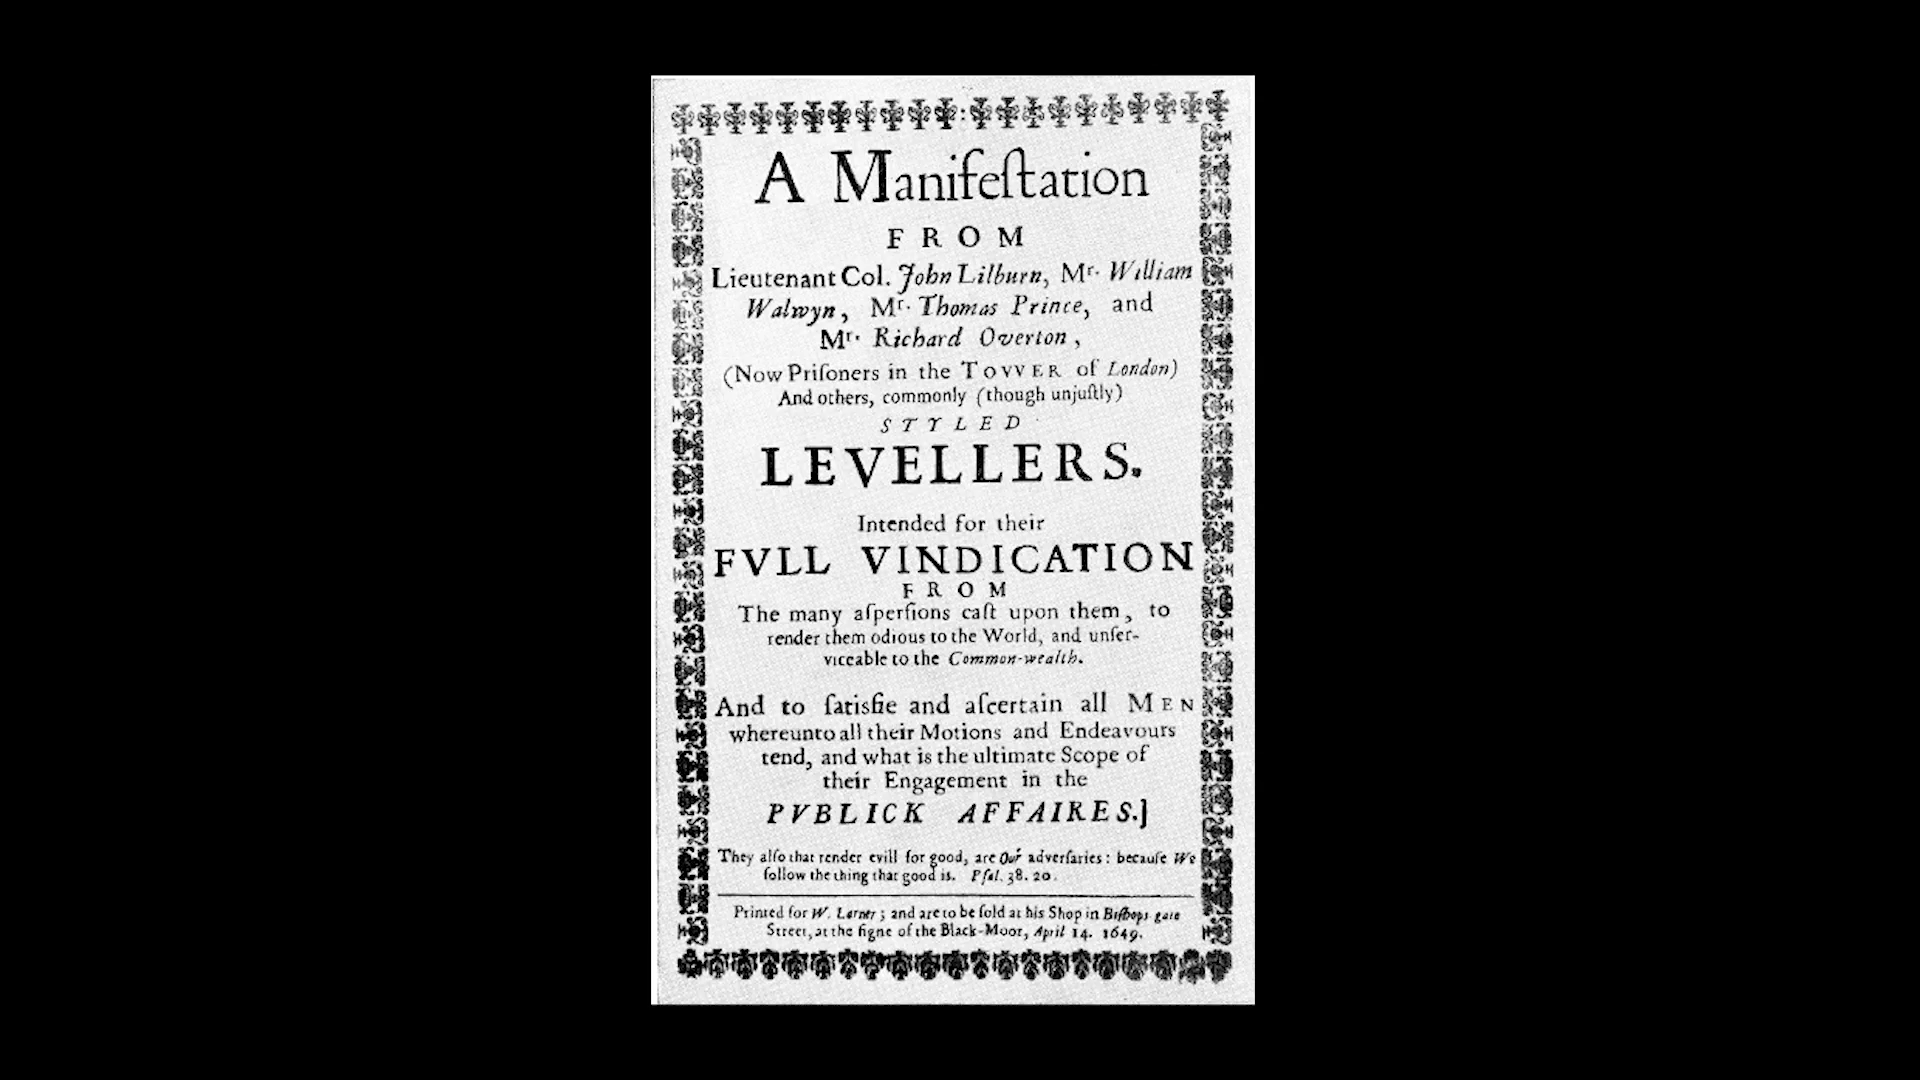 A Manifeſtation
FROM
Lieutenant Col. John Lilburn, Mr. William
Walwyn, Mr. Thomas Prince, and
Mr. Richard Overton,
(Now Priſoners in the TOVVER of London)
And others, commonly (though unjuſtly)
STYLED
LEVELLERS.
Intended for their
FVLL VINDICATION
FROM
The many aſperſions caſt upon them, to
render them odious to the World, and unſer-
viceable to the Common-wealth.
And to ſatisfie and aſcertain all MEN
whereunto all their Motions and Endeavours
tend, and what is the ultimate Scope of
their Engagement in the
PVBLICK AFFAIRES.]
They alſo that render evill for good, are Our adverſaries: becauſe We
follow the thing that good is. Pſal. 38. 20.
Printed for W. Larner; and are to be ſold at his Shop in Biſhops gate
Street, at the ſigne of the Black-Moor, April 14. 1649.